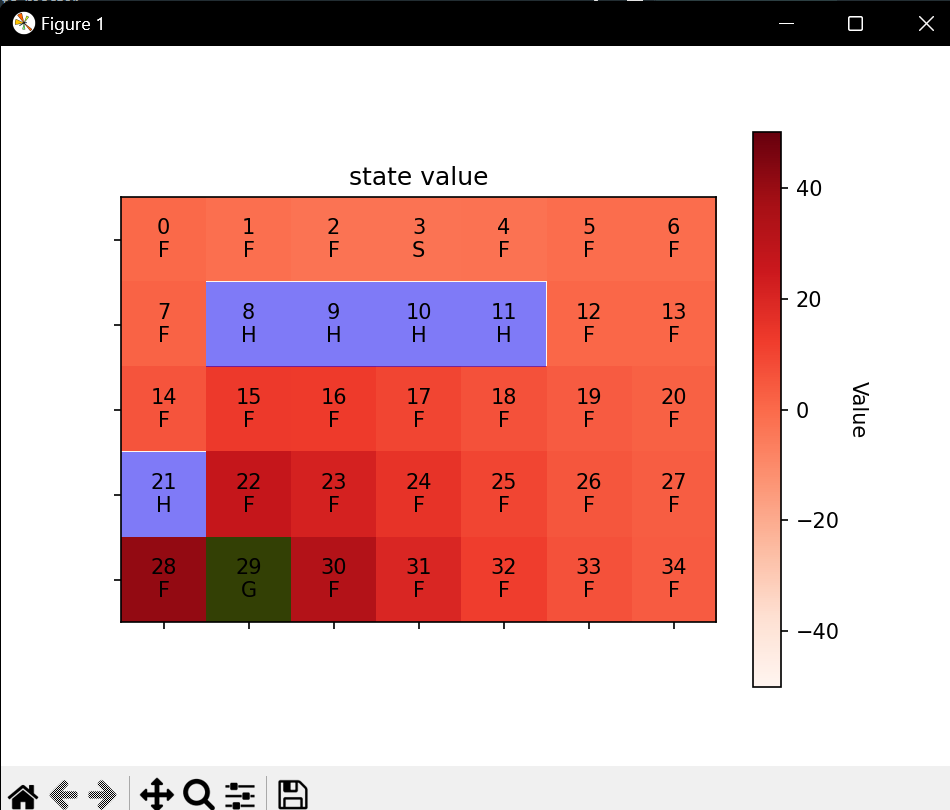 Figure 1
state value
0 1 2 3 4 5 6
F F F S F F F
7 8 9 10 11 12 13
F H H H H F F
14 15 16 17 18 19 20
F F F F F F F
21 22 23 24 25 26 27
H F F F F F F
28 29 30 31 32 33 34
F G F F F F F
40
20
0
−20
−40
Value